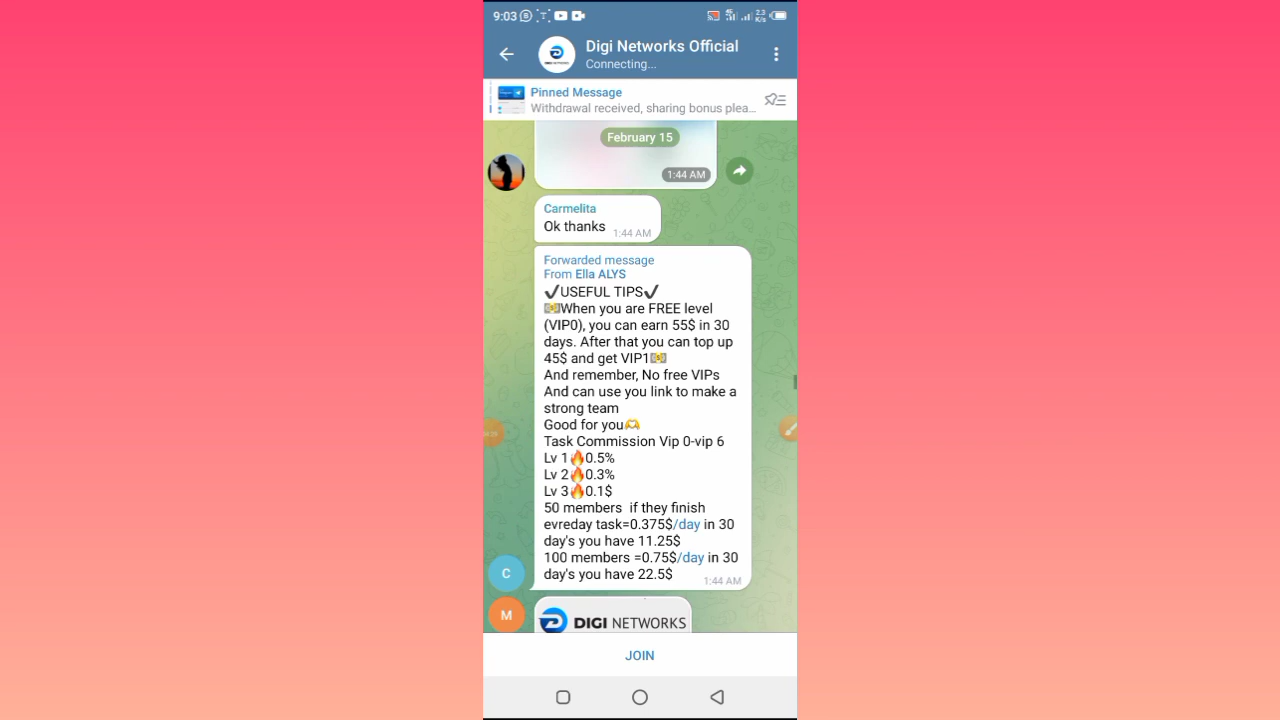 9:03
2.3
K/s
Digi Networks Official
Connecting...
Pinned Message
Withdrawal received, sharing bonus plea...
February 15
1:44 AM
Carmelita
Ok thanks 1:44 AM
Forwarded message
From Ella ALYS
✔USEFUL TIPS✔
💵When you are FREE level
(VIP0), you can earn 55$ in 30
days. After that you can top up
45$ and get VIP1💵
And remember, No free VIPs
And can use you link to make a
strong team
Good for you🫶
Task Commission Vip 0-vip 6
Lv 1🔥0.5%
Lv 2🔥0.3%
Lv 3🔥0.1$
50 members  if they finish
evreday task=0.375$/day in 30
day's you have 11.25$
100 members =0.75$/day in 30
day's you have 22.5$
1:44 AM
C
M
DIGI NETWORKS
JOIN